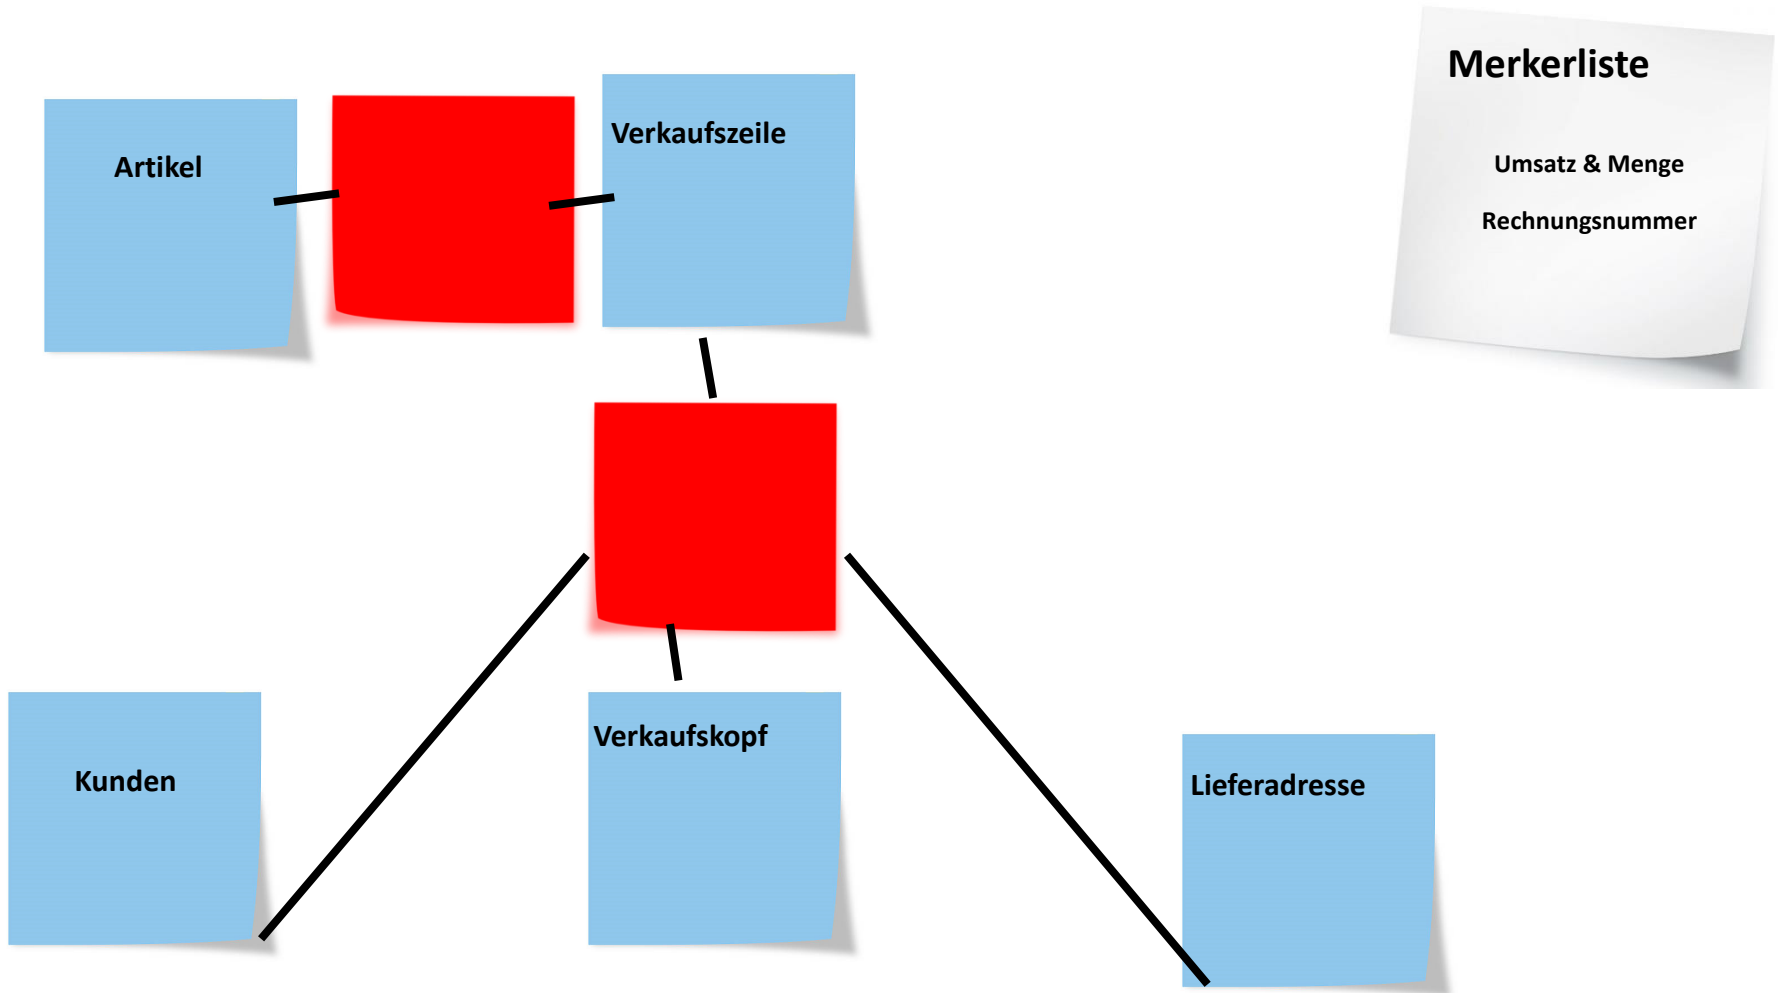 Merkerliste
Artikel
Verkaufszeile
Umsatz & Menge
Rechnungsnummer
Kunden
Verkaufskopf
Lieferadresse